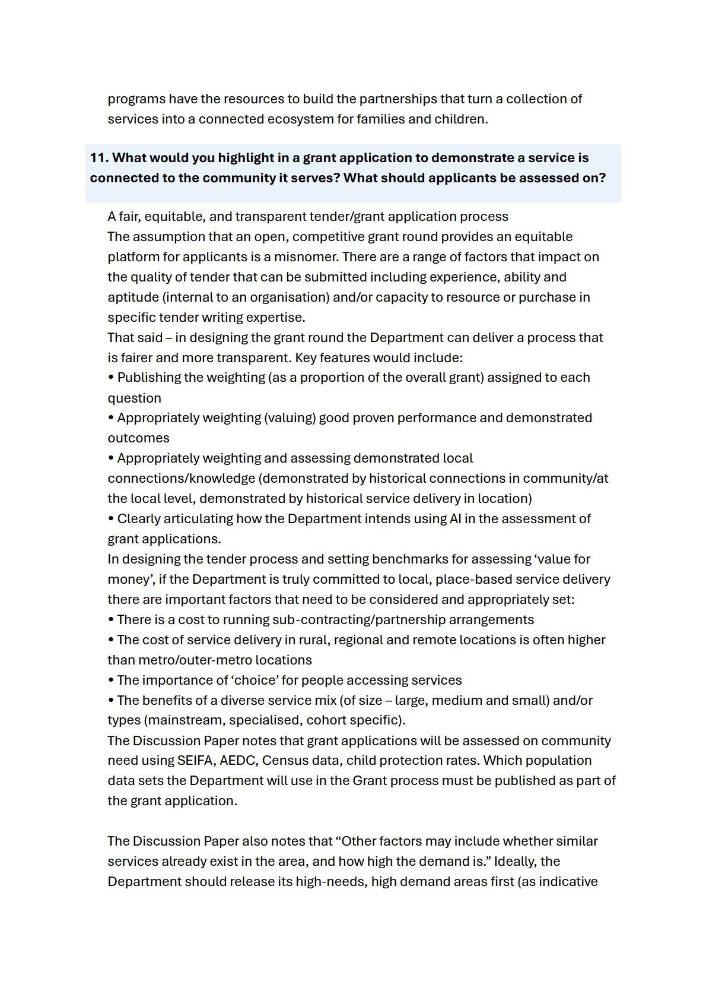 programs have the resources to build the partnerships that turn a collection of
services into a connected ecosystem for families and children.
11. What would you highlight in a grant application to demonstrate a service is
connected to the community it serves? What should applicants be assessed on?
A fair, equitable, and transparent tender/grant application process
The assumption that an open, competitive grant round provides an equitable
platform for applicants is a misnomer. There are a range of factors that impact on
the quality of tender that can be submitted including experience, ability and
aptitude (internal to an organisation) and/or capacity to resource or purchase in
specific tender writing expertise.
That said – in designing the grant round the Department can deliver a process that
is fairer and more transparent. Key features would include:
• Publishing the weighting (as a proportion of the overall grant) assigned to each
question
• Appropriately weighting (valuing) good proven performance and demonstrated
outcomes
• Appropriately weighting and assessing demonstrated local
connections/knowledge (demonstrated by historical connections in community/at
the local level, demonstrated by historical service delivery in location)
• Clearly articulating how the Department intends using AI in the assessment of
grant applications.
In designing the tender process and setting benchmarks for assessing ‘value for
money’, if the Department is truly committed to local, place-based service delivery
there are important factors that need to be considered and appropriately set:
• There is a cost to running sub-contracting/partnership arrangements
• The cost of service delivery in rural, regional and remote locations is often higher
than metro/outer-metro locations
• The importance of ‘choice’ for people accessing services
• The benefits of a diverse service mix (of size – large, medium and small) and/or
types (mainstream, specialised, cohort specific).
The Discussion Paper notes that grant applications will be assessed on community
need using SEIFA, AEDC, Census data, child protection rates. Which population
data sets the Department will use in the Grant process must be published as part of
the grant application.
The Discussion Paper also notes that “Other factors may include whether similar
services already exist in the area, and how high the demand is.” Ideally, the
Department should release its high-needs, high demand areas first (as indicative